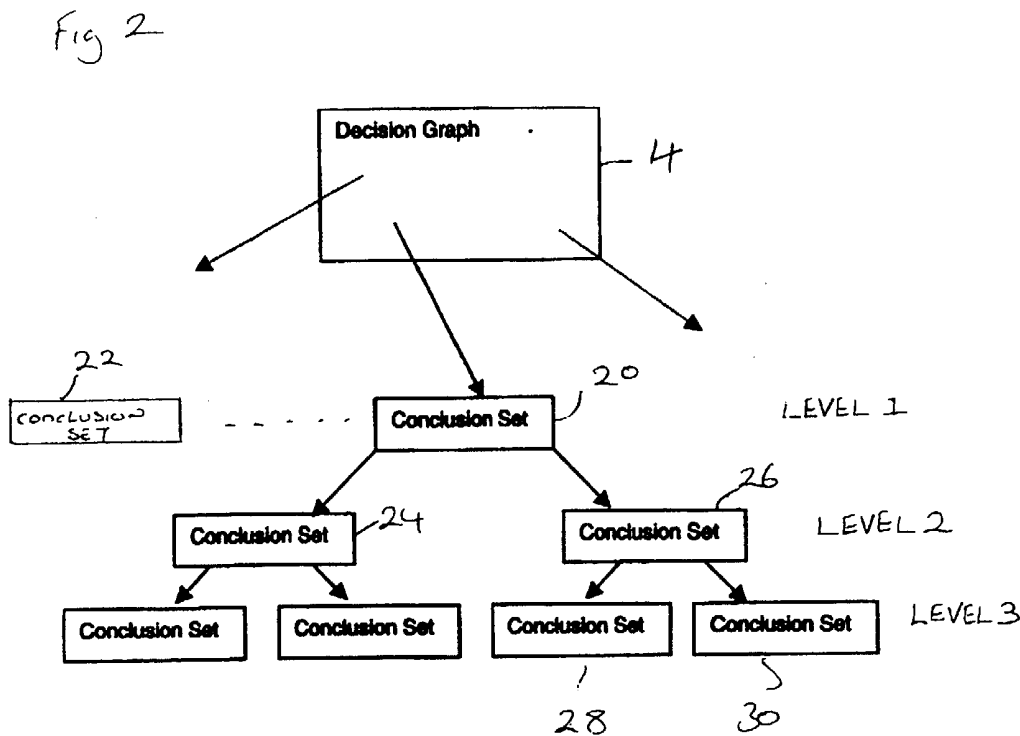 Fig 2
Decision Graph
4
22
20
CONCLUSION
SET
Conclusion Set
LEVEL 1
26
24
Conclusion Set
Conclusion Set
LEVEL 2
Conclusion Set
Conclusion Set
Conclusion Set
Conclusion Set
LEVEL 3
28
30